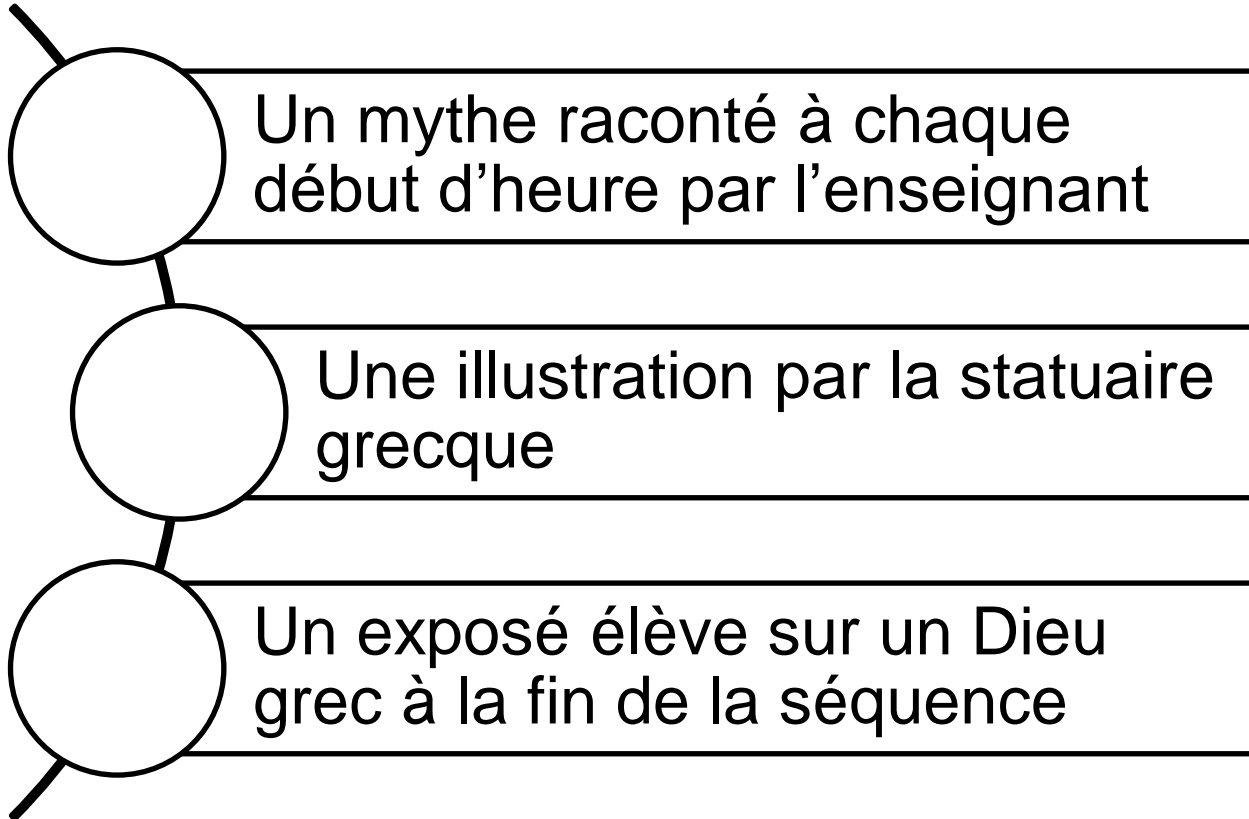 Un mythe raconté à chaque
début d’heure par l’enseignant
Une illustration par la statuaire
grecque
Un exposé élève sur un Dieu
grec à la fin de la séquence